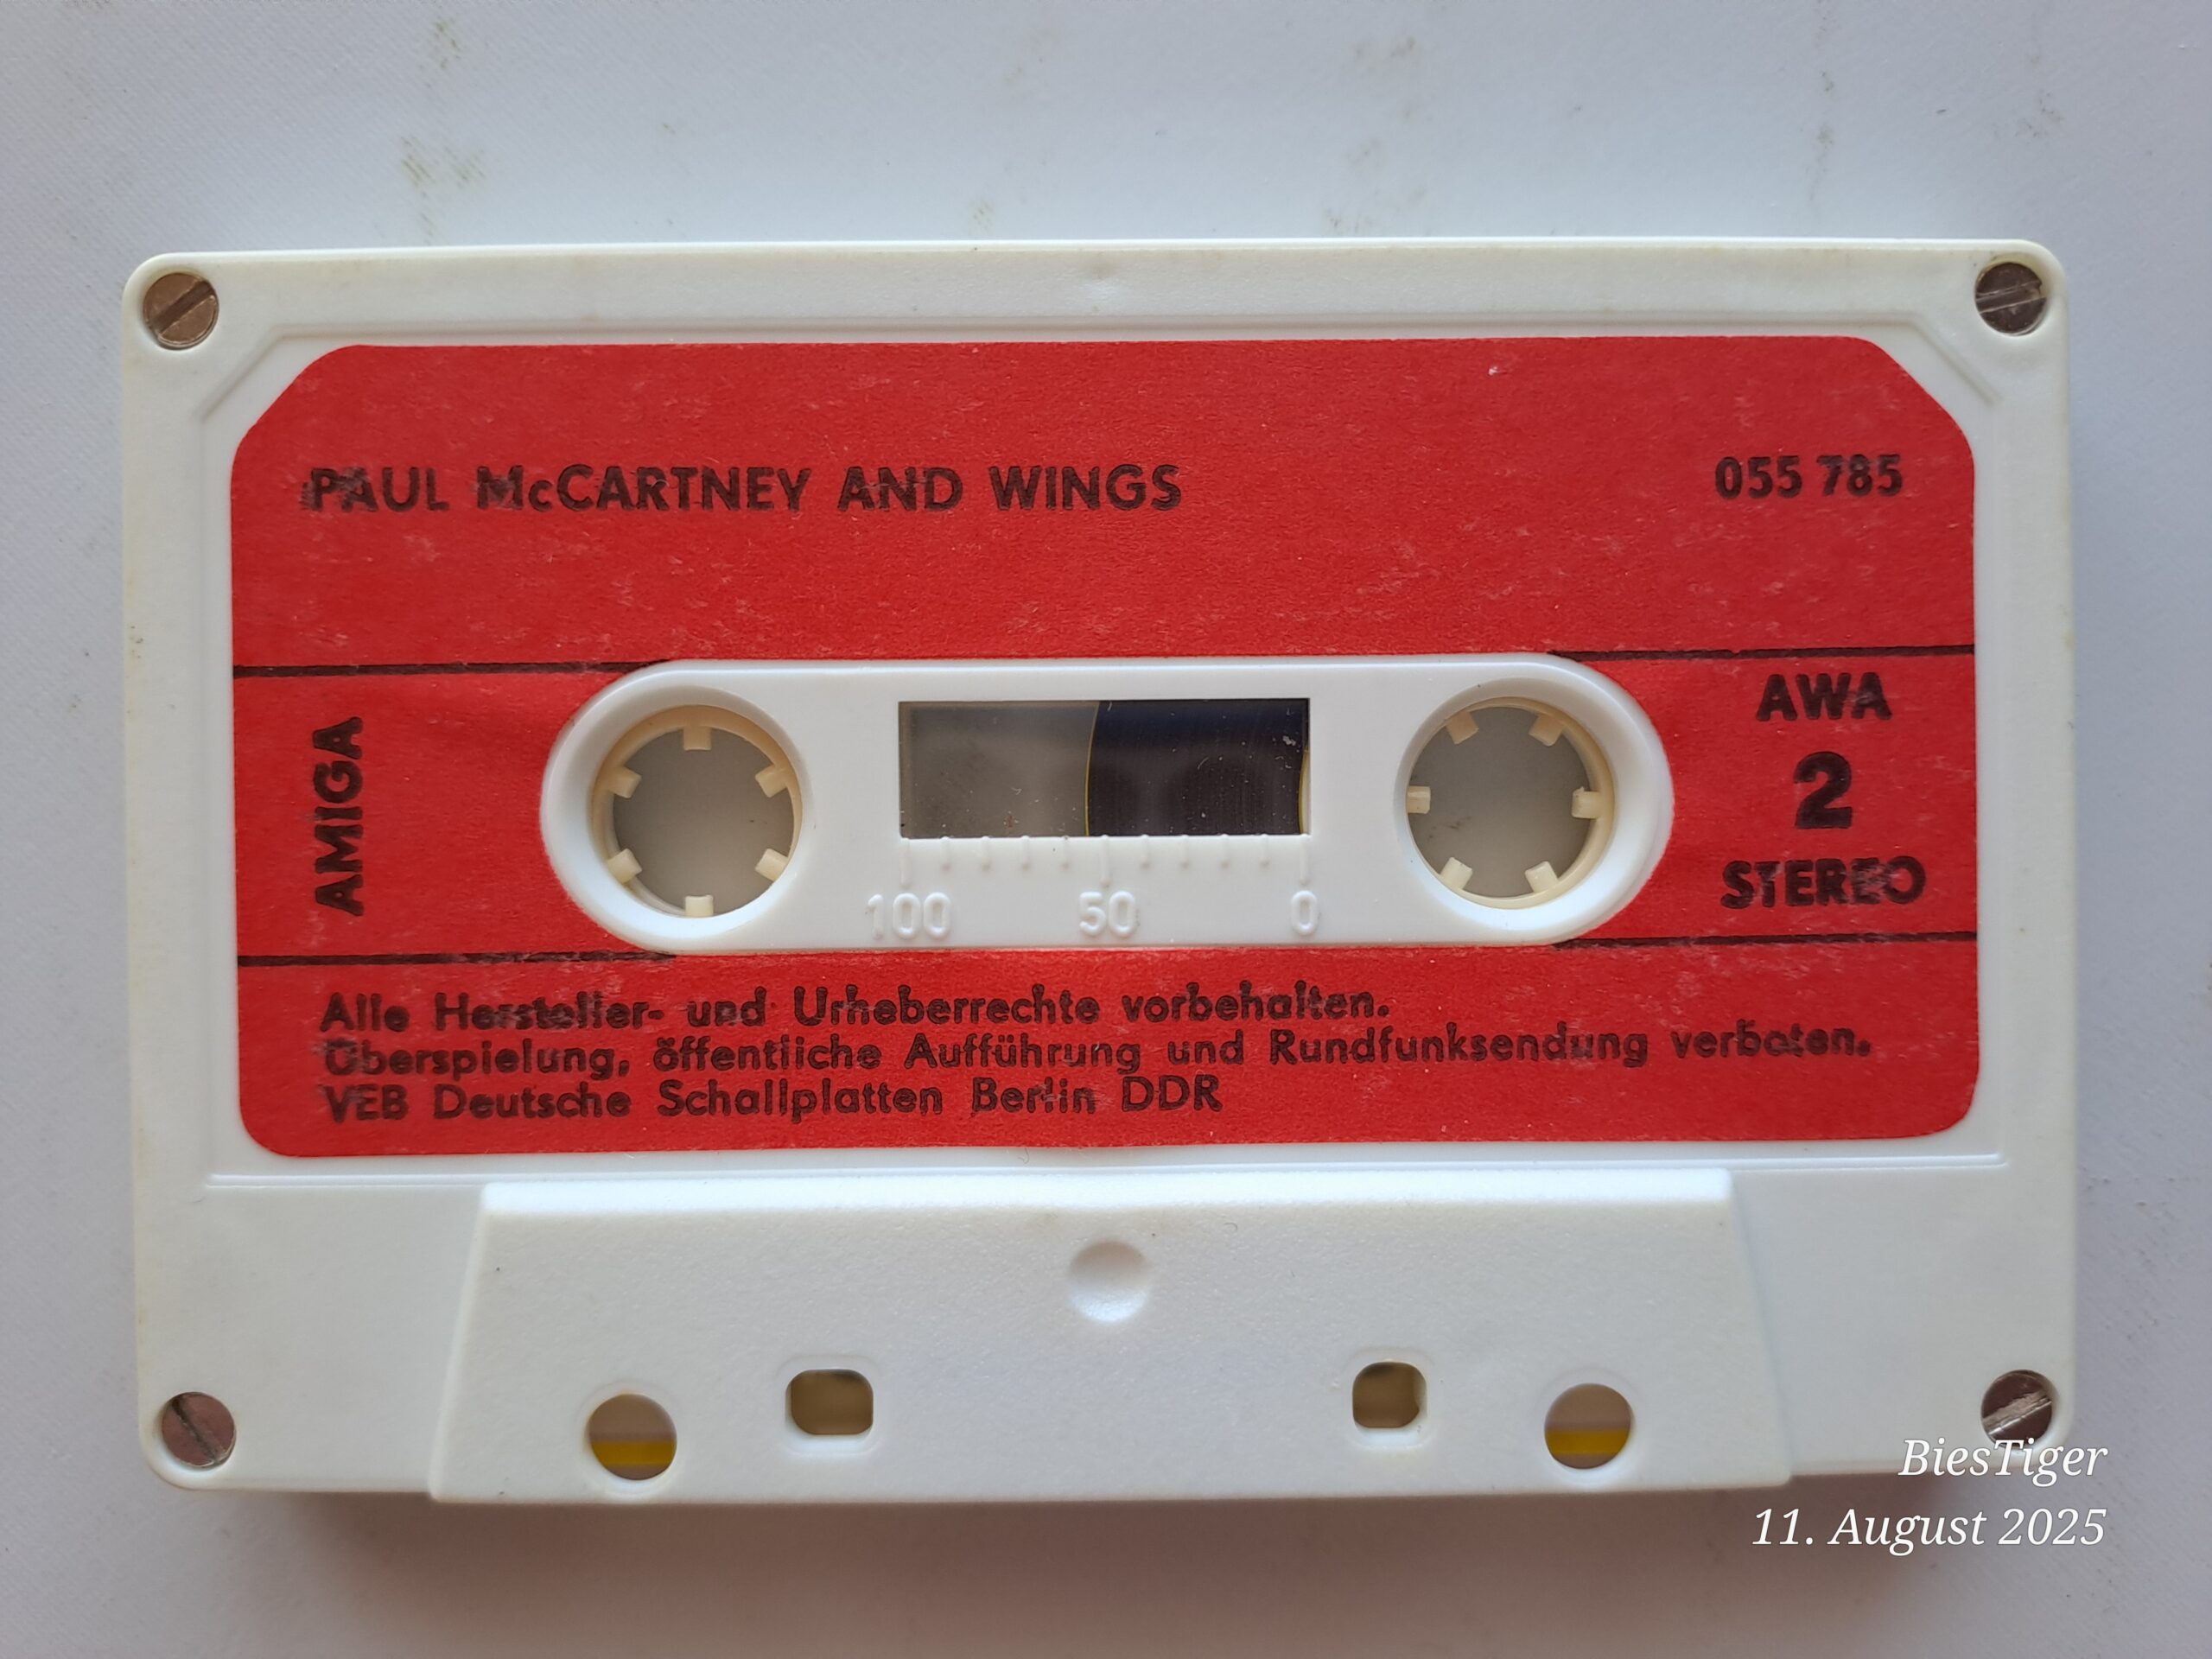 PAUL McCARTNEY AND WINGS
055 785
AMIGA
AWA
2
STEREO
100 50 0
Alle Hersteller- und Urheberrechte vorbehalten.
Überspielung, öffentliche Aufführung und Rundfunksendung verboten.
VEB Deutsche Schallplatten Berlin DDR
BiesTiger
11. August 2025